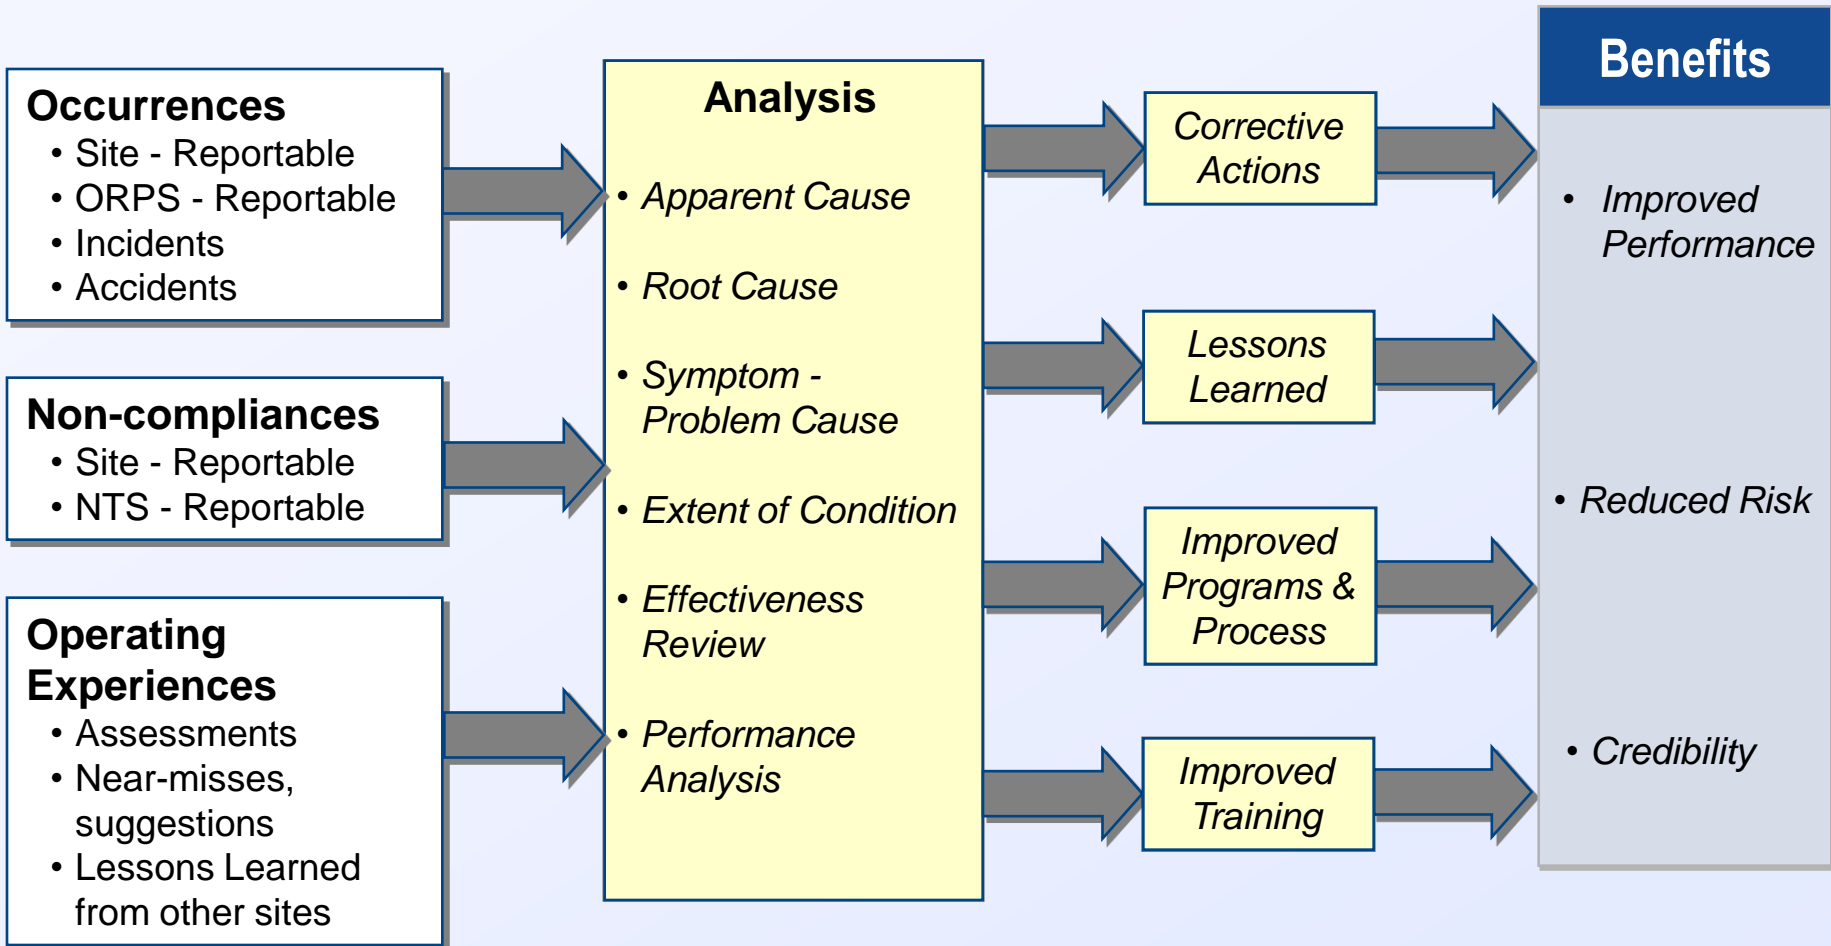 Occurrences
• Site - Reportable
• ORPS - Reportable
• Incidents
• Accidents
Non-compliances
• Site - Reportable
• NTS - Reportable
Operating
Experiences
• Assessments
• Near-misses,
suggestions
• Lessons Learned
from other sites
Analysis
• Apparent Cause
• Root Cause
• Symptom -
Problem Cause
• Extent of Condition
• Effectiveness
Review
• Performance
Analysis
Corrective
Actions
Lessons
Learned
Improved
Programs &
Process
Improved
Training
Benefits
• Improved
Performance
• Reduced Risk
• Credibility